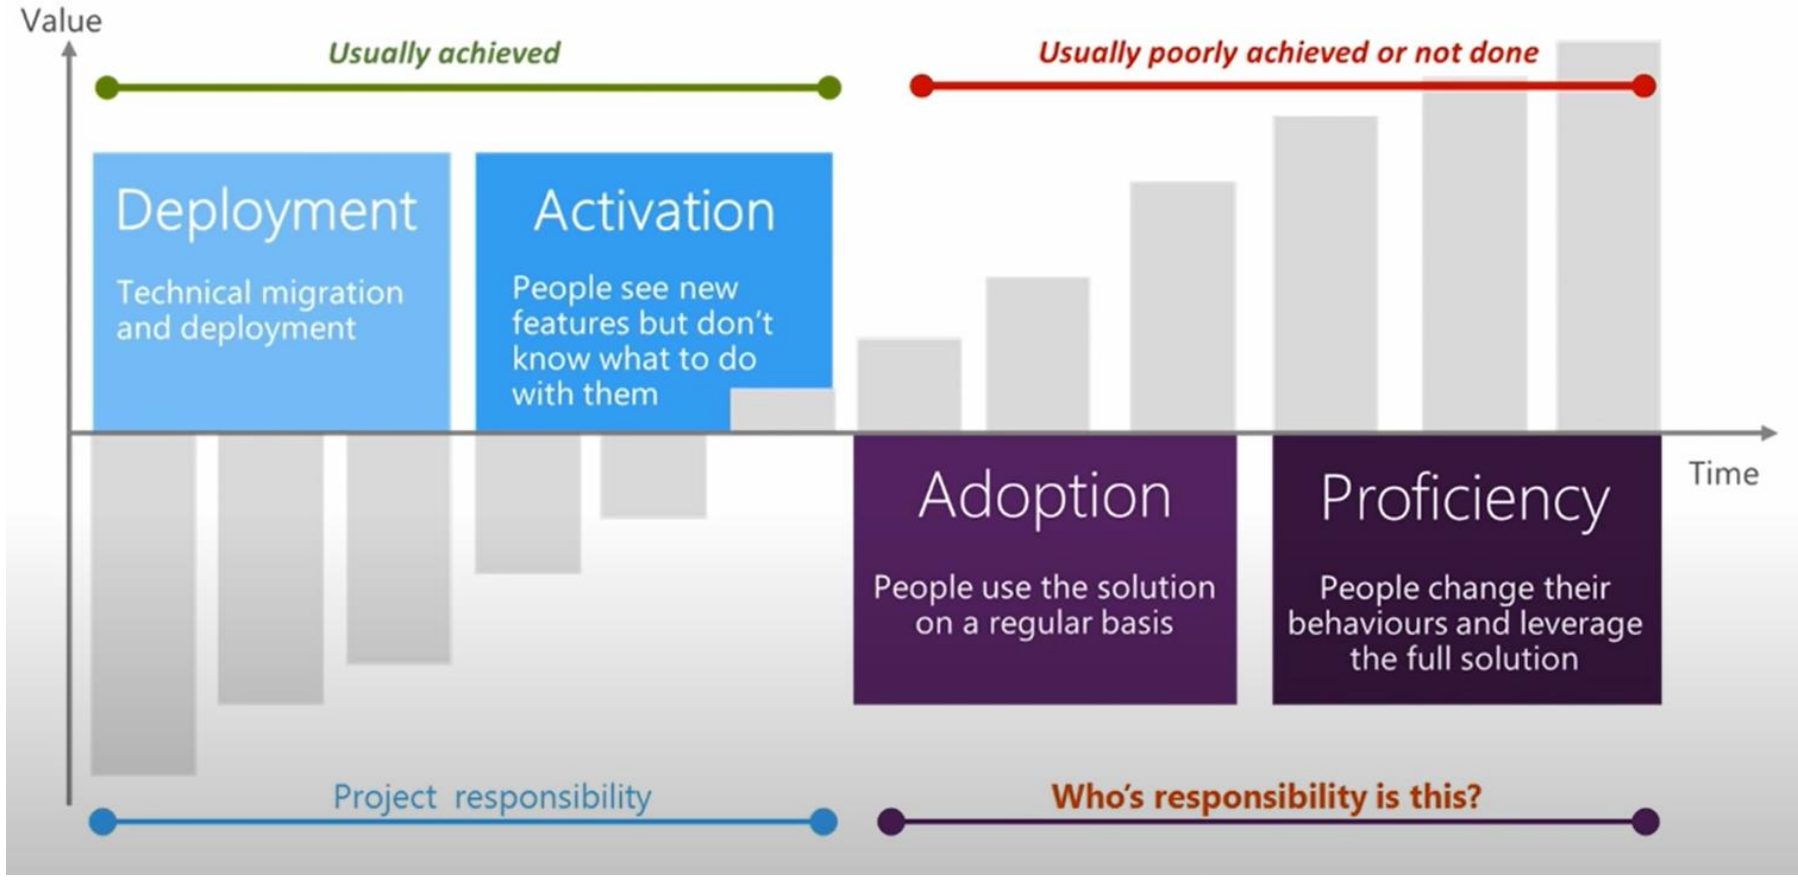 Value
Usually achieved
Usually poorly achieved or not done
Deployment
Technical migration
and deployment
Activation
People see new
features but don't
know what to do
with them
Time
Adoption
People use the solution
on a regular basis
Proficiency
People change their
behaviours and leverage
the full solution
Project responsibility
Who's responsibility is this?